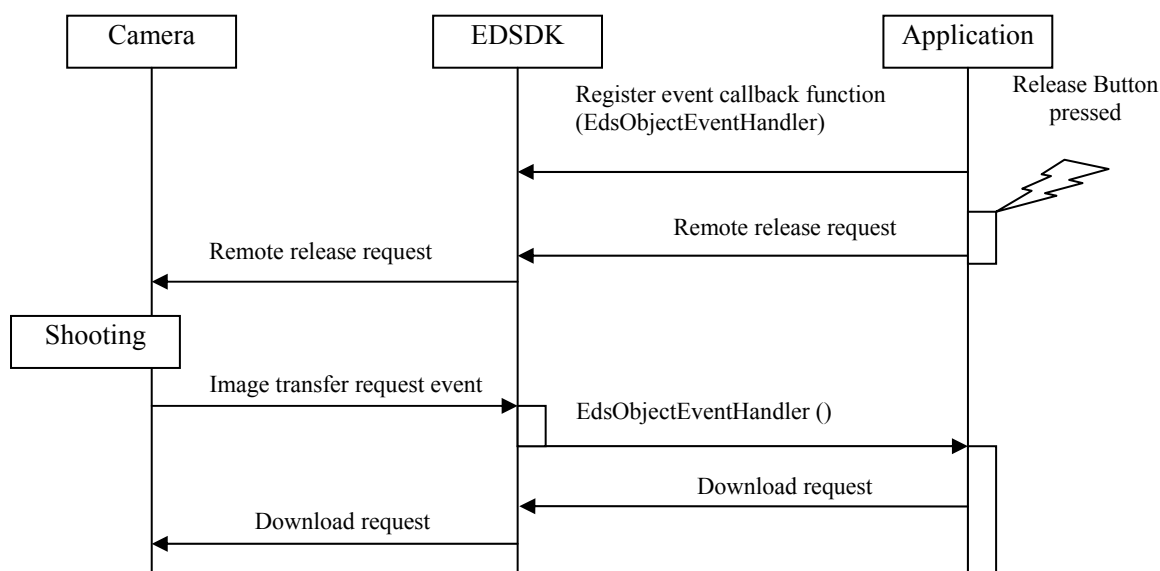 Camera
EDSDK
Application
Register event callback function
(EdsObjectEventHandler)
Release Button
pressed
Remote release request
Remote release request
Shooting
Image transfer request event
EdsObjectEventHandler ()
Download request
Download request